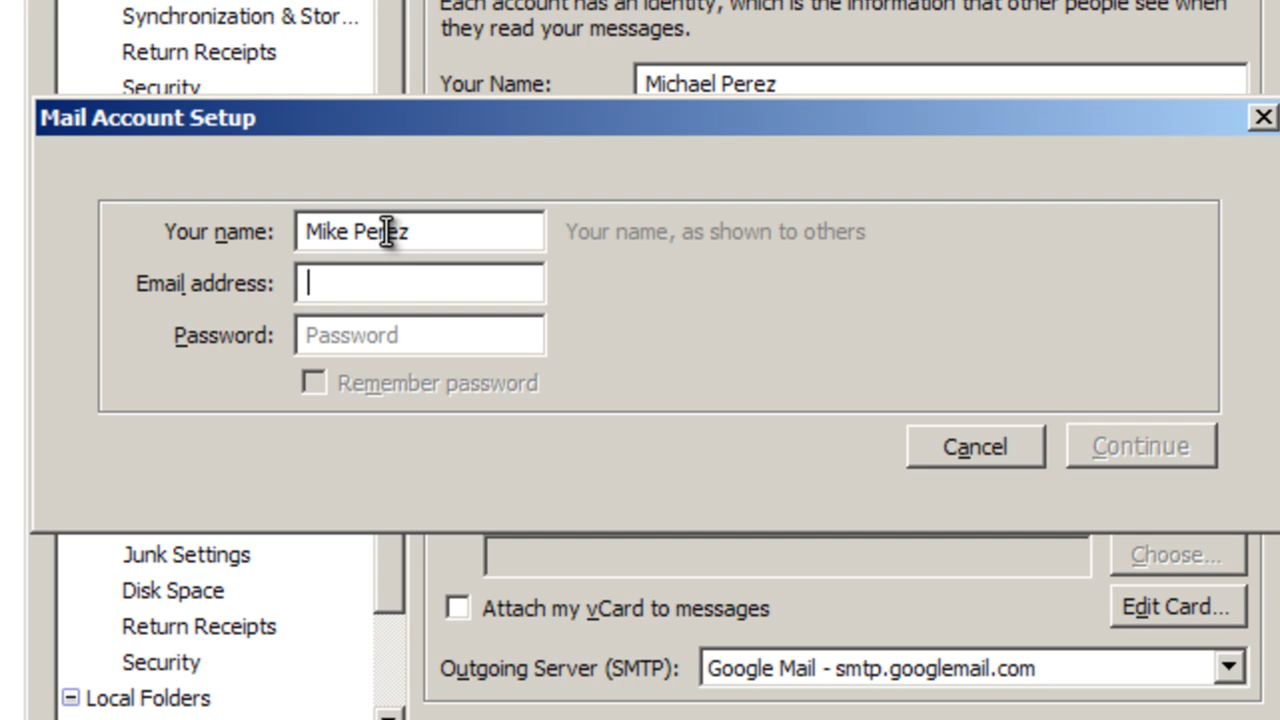 Synchronization & Stor...
Return Receipts
Security
Each account has an identity, which is the information that other people see when
they read your messages.
Your Name: Michael Perez
Mail Account Setup
Your name: Mike Perez Your name, as shown to others
Email address:
Password: Password
Remember password
Cancel Continue
Junk Settings
Disk Space
Return Receipts
Security
Local Folders
Choose...
Attach my vCard to messages Edit Card...
Outgoing Server (SMTP): Google Mail - smtp.googlemail.com